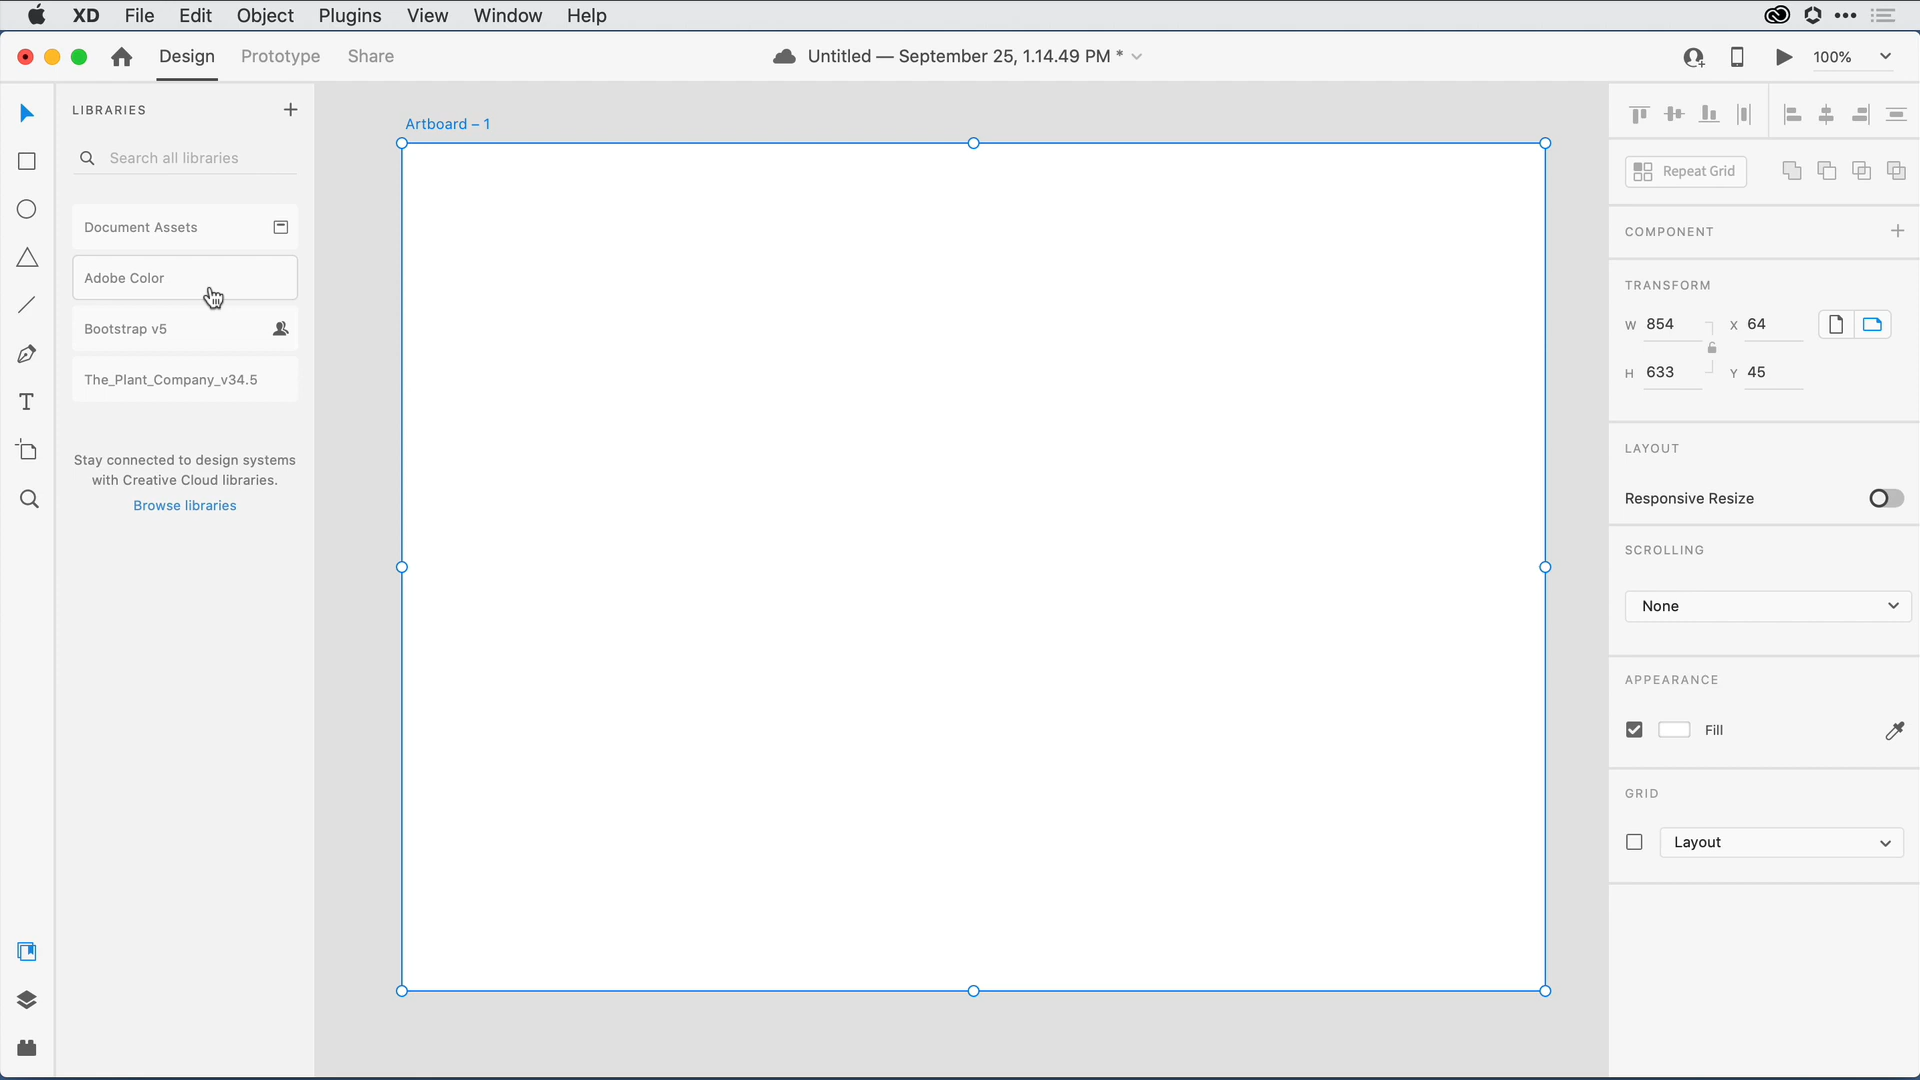 XD File Edit Object Plugins View Window Help
Design Prototype Share
Untitled — September 25, 1.14.49 PM *
100%
LIBRARIES
Search all libraries
Document Assets
Adobe Color
Bootstrap v5
The_Plant_Company_v34.5
Stay connected to design systems
with Creative Cloud libraries.
Browse libraries
Artboard – 1
Repeat Grid
COMPONENT
TRANSFORM
W 854 X 64
H 633 Y 45
LAYOUT
Responsive Resize
SCROLLING
None
APPEARANCE
Fill
GRID
Layout